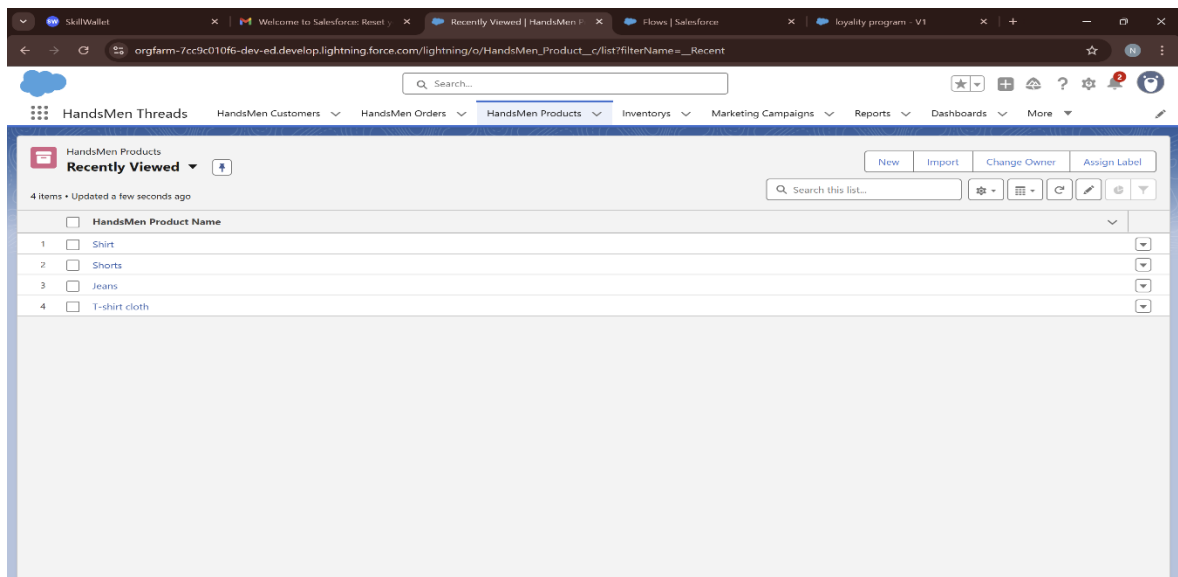 SkillWallet
Welcome to Salesforce: Reset y
Recently Viewed | HandsMen P
Flows | Salesforce
loyality program - V1
orgfarm-7cc9c010f6-dev-ed.develop.lightning.force.com/lightning/o/HandsMen_Product__c/list?filterName=__Recent
N
Search...
2
HandsMen Threads HandsMen Customers HandsMen Orders HandsMen Products Inventorys Marketing Campaigns Reports Dashboards More
HandsMen Products
Recently Viewed
New Import Change Owner Assign Label
4 items • Updated a few seconds ago
Search this list...
HandsMen Product Name
1 Shirt
2 Shorts
3 Jeans
4 T-shirt cloth